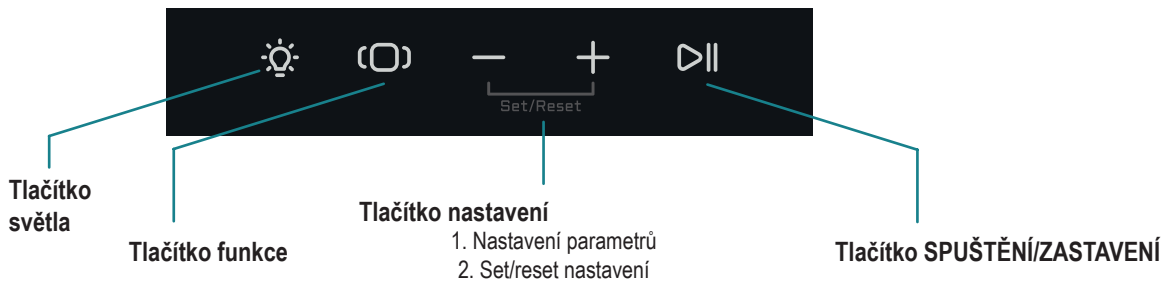 Set/Reset
Tlačítko
světla
Tlačítko funkce
Tlačítko nastavení
1. Nastavení parametrů
2. Set/reset nastavení
Tlačítko SPUŠTĚNÍ/ZASTAVENÍ